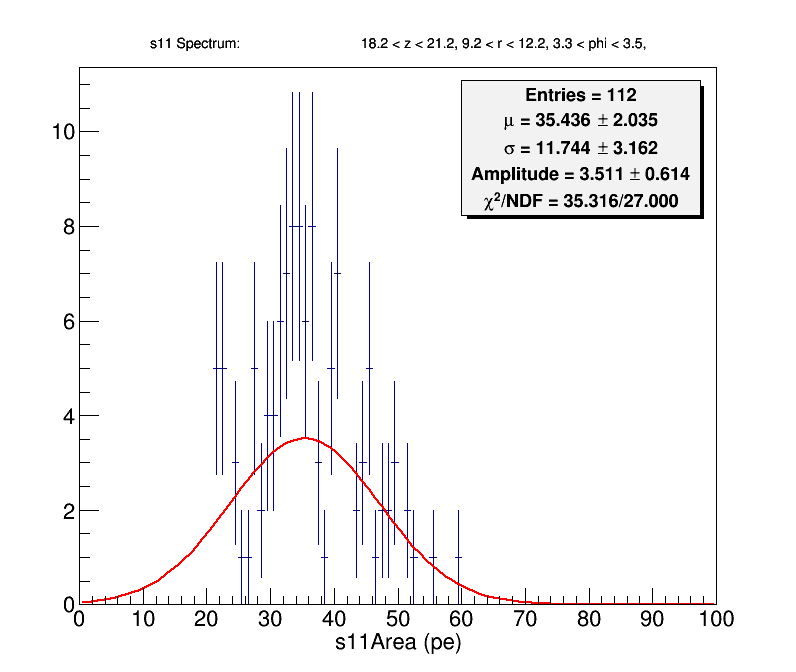 s11 Spectrum: 18.2 < z < 21.2, 9.2 < r < 12.2, 3.3 < phi < 3.5,
Entries = 112
μ = 35.436 ± 2.035
σ = 11.744 ± 3.162
Amplitude = 3.511 ± 0.614
χ²/NDF = 35.316/27.000
10
8
6
4
2
0
0 10 20 30 40 50 60 70 80 90 100
s11Area (pe)